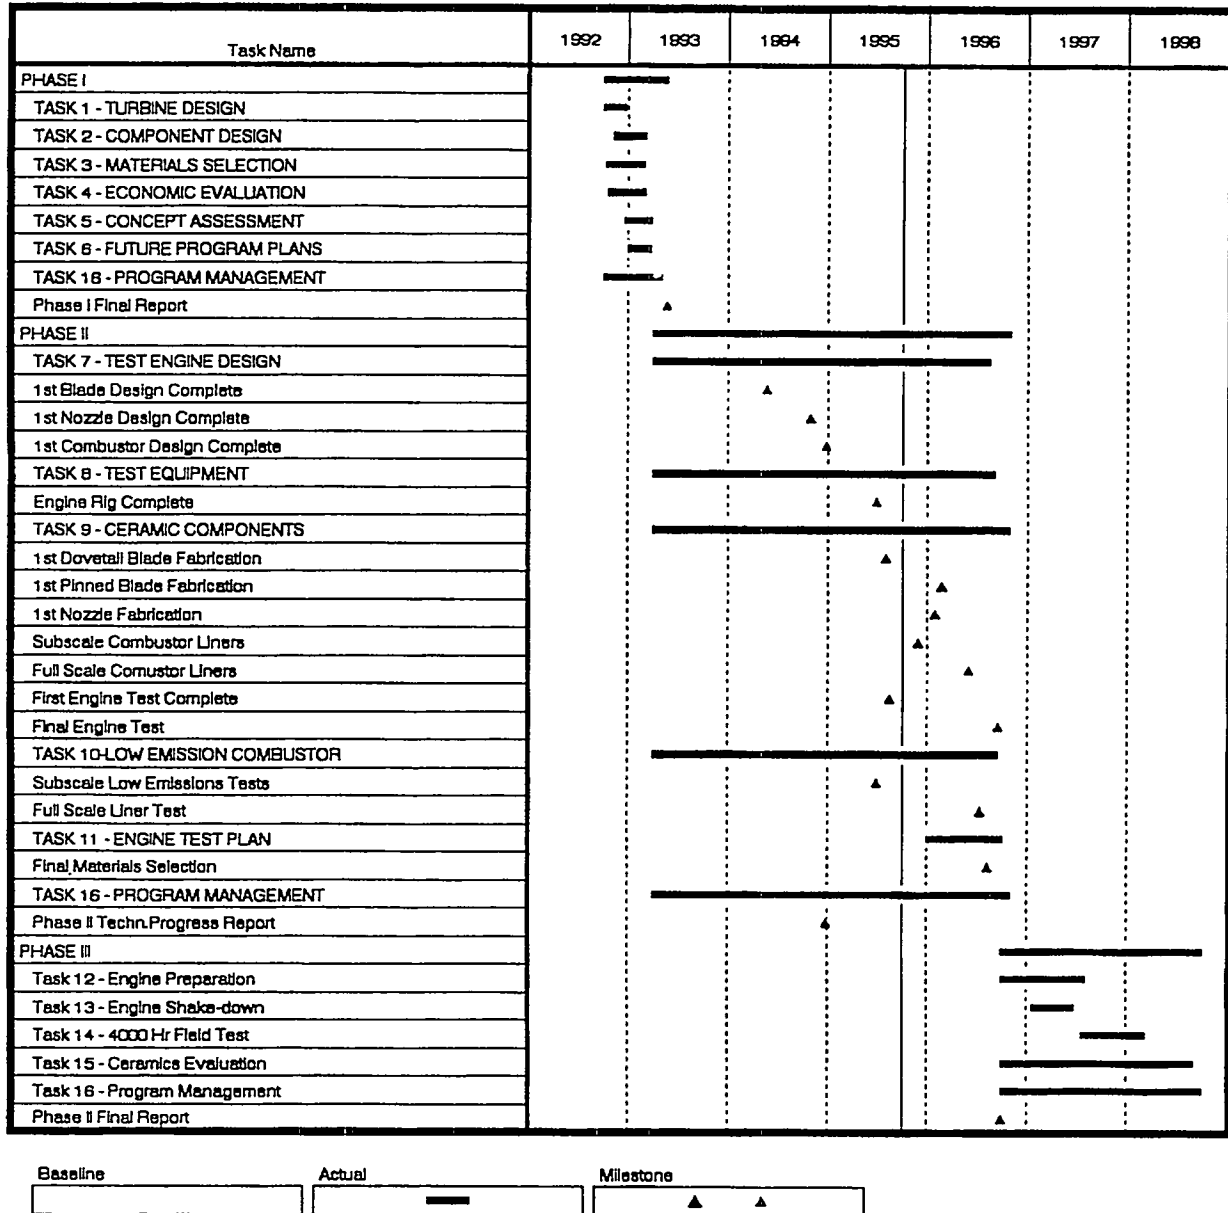 Task Name 1992 1993 1994 1995 1996 1997 1998
PHASE I
TASK 1 - TURBINE DESIGN
TASK 2 - COMPONENT DESIGN
TASK 3 - MATERIALS SELECTION
TASK 4 - ECONOMIC EVALUATION
TASK 5 - CONCEPT ASSESSMENT
TASK 6 - FUTURE PROGRAM PLANS
TASK 16 - PROGRAM MANAGEMENT
Phase I Final Report
PHASE II
TASK 7 - TEST ENGINE DESIGN
1st Blade Design Complete
1st Nozzle Design Complete
1st Combustor Design Complete
TASK 8 - TEST EQUIPMENT
Engine Rig Complete
TASK 9 - CERAMIC COMPONENTS
1st Dovetail Blade Fabrication
1st Pinned Blade Fabrication
1st Nozzle Fabrication
Subscale Combustor Liners
Full Scale Comustor Liners
First Engine Test Complete
Final Engine Test
TASK 10-LOW EMISSION COMBUSTOR
Subscale Low Emissions Tests
Full Scale Liner Test
TASK 11 - ENGINE TEST PLAN
Final Materials Selection
TASK 16 - PROGRAM MANAGEMENT
Phase II Techn.Progress Report
PHASE III
Task 12 - Engine Preparation
Task 13 - Engine Shake-down
Task 14 - 4000 Hr Field Test
Task 15 - Ceramics Evaluation
Task 16 - Program Management
Phase II Final Report
Baseline Actual Milestone